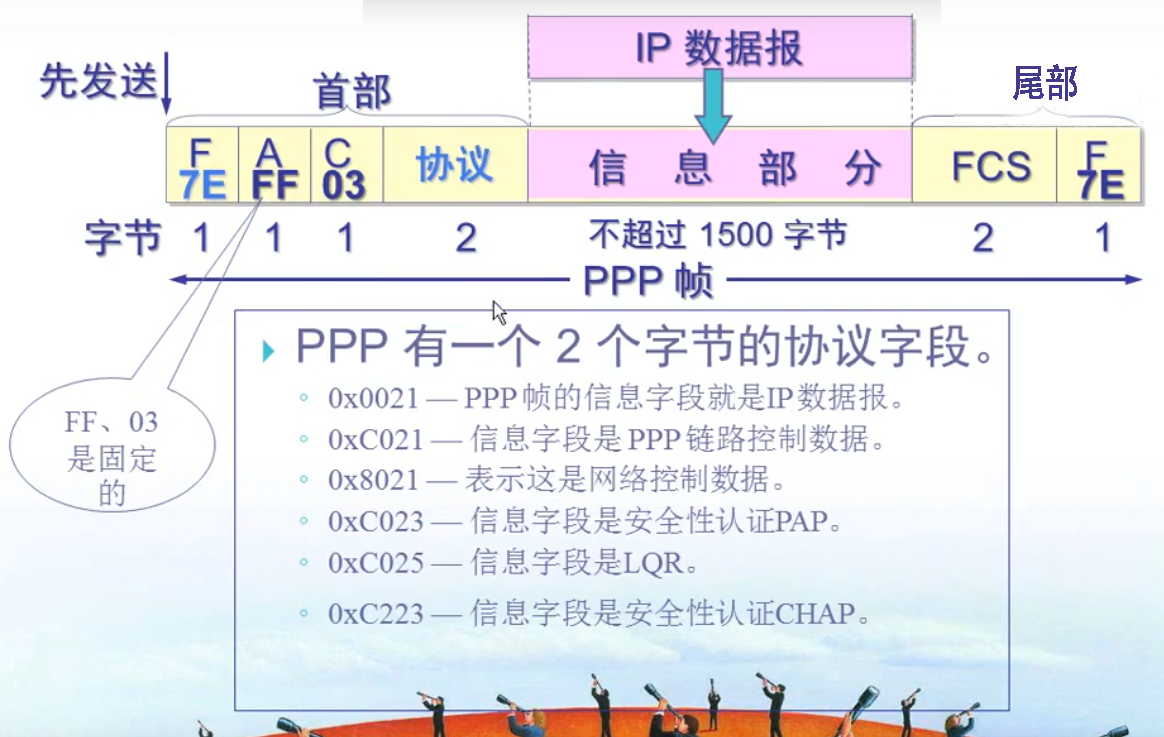 IP 数据报
先发送
首部
尾部
F A C
7E FF 03 协议 信 息 部 分 FCS F 7E
字节 1 1 1 2 不超过 1500 字节 2 1
PPP 帧
PPP 有一个 2 个字节的协议字段。
0x0021 — PPP 帧的信息字段就是IP 数据报。
0xC021 — 信息字段是 PPP 链路控制数据。
0x8021 — 表示这是网络控制数据。
0xC023 — 信息字段是安全性认证PAP。
0xC025 — 信息字段是LQR。
0xC223 — 信息字段是安全性认证CHAP。
FF、03
是固定
的